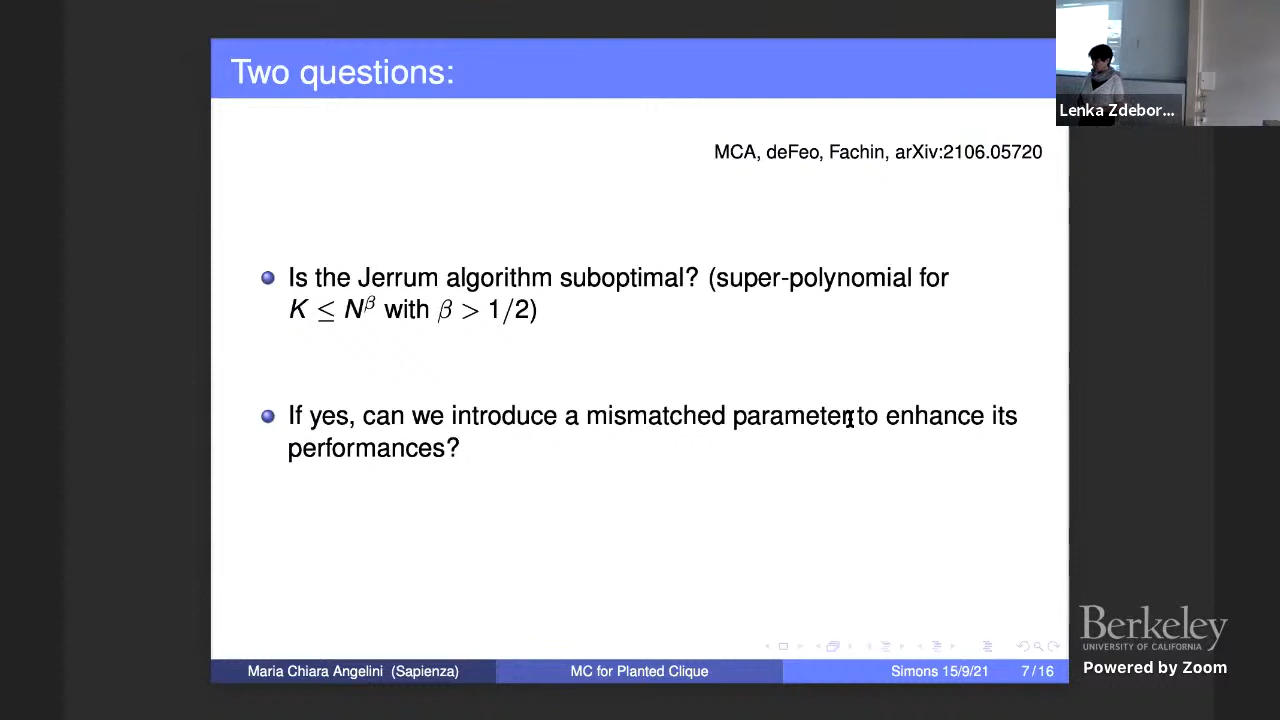 Two questions:
Lenka Zdebor...
MCA, deFeo, Fachin, arXiv:2106.05720
Is the Jerrum algorithm suboptimal? (super-polynomial for
K ≤ N^β with β > 1/2)
If yes, can we introduce a mismatched parameter to enhance its
performances?
Berkeley
UNIVERSITY OF CALIFORNIA
Powered by Zoom
Maria Chiara Angelini (Sapienza) MC for Planted Clique Simons 15/9/21 7 / 16